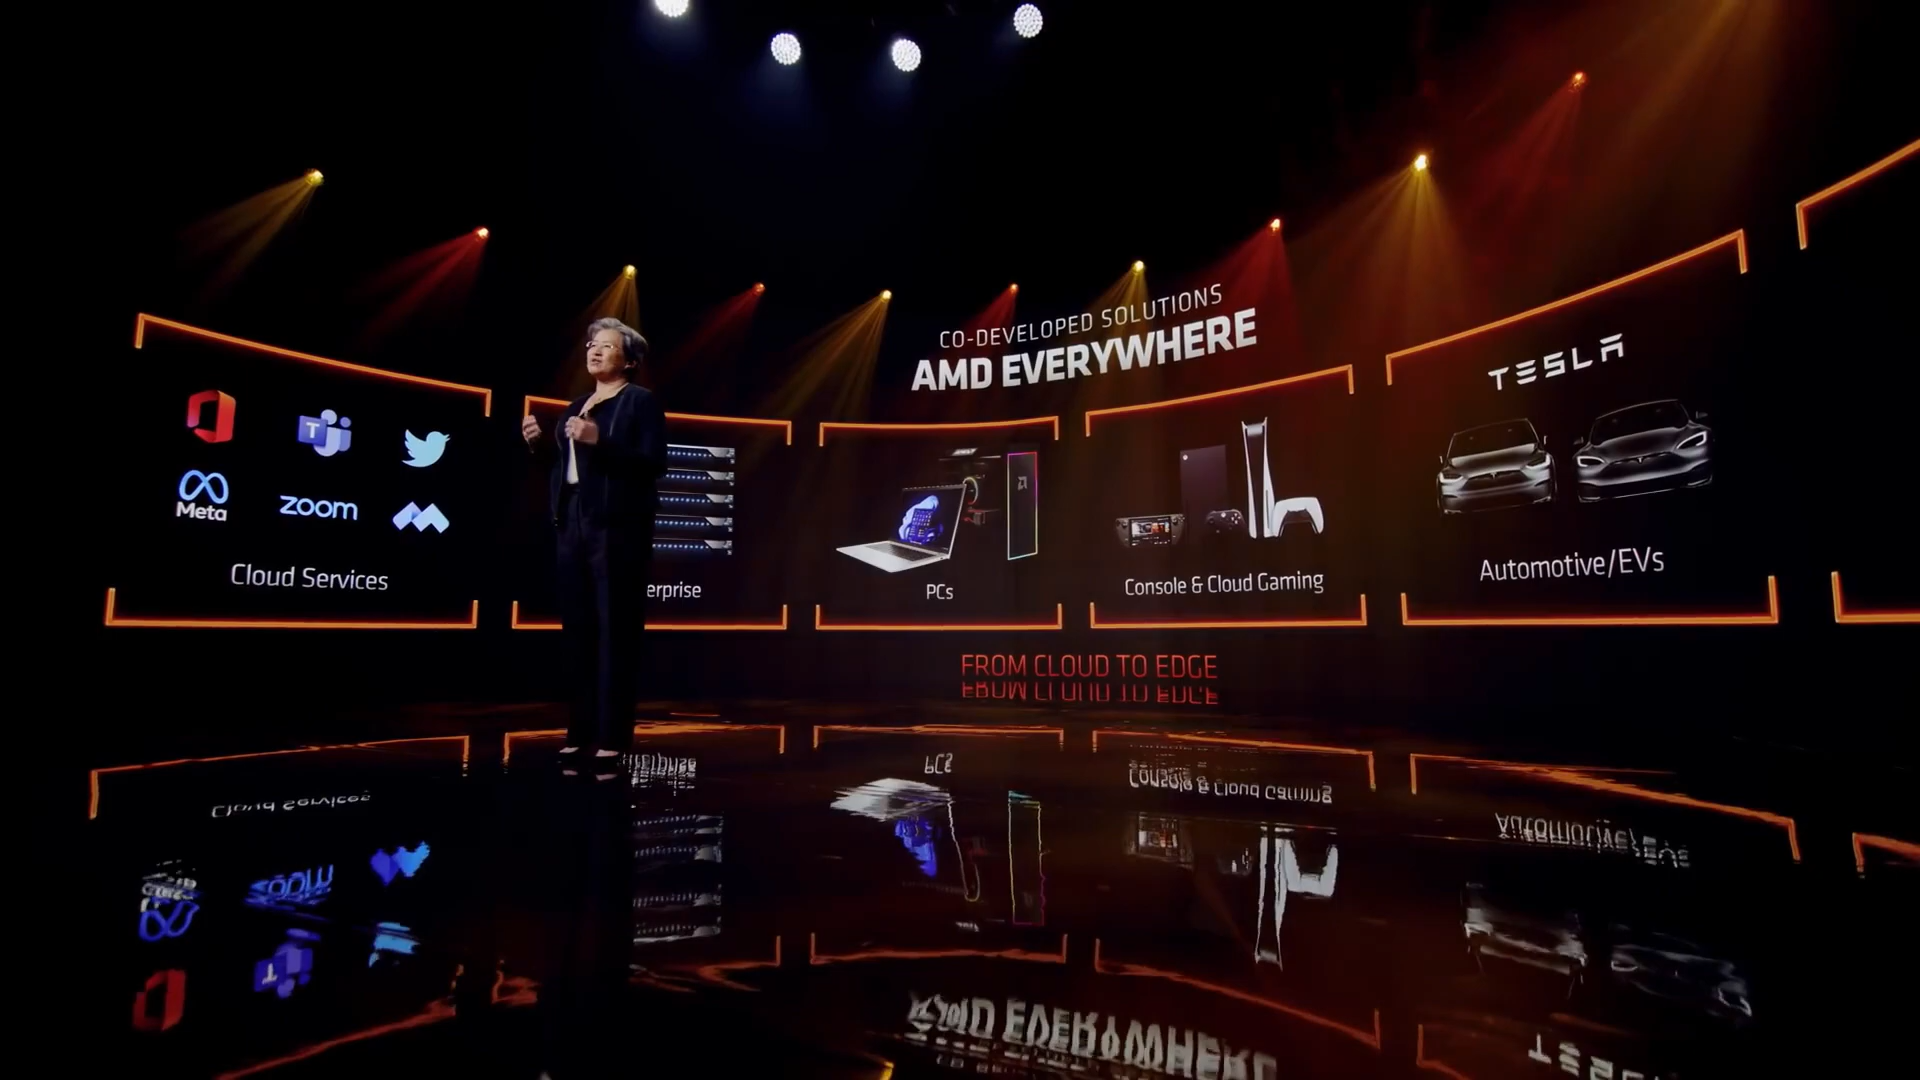 CO-DEVELOPED SOLUTIONS
AMD EVERYWHERE
T
Meta
zoom
Cloud Services
erprise
PCs
Console & Cloud Gaming
TESLA
Automotive/EVs
FROM CLOUD TO EDGE